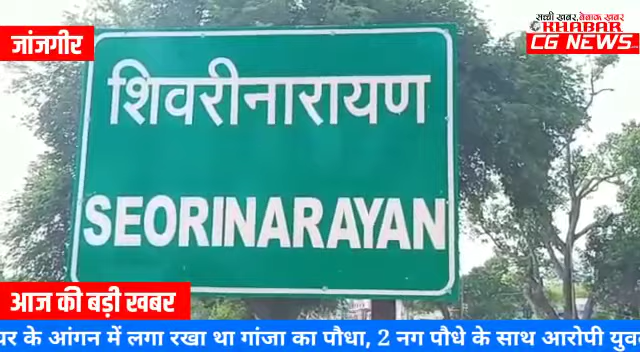 जांजगीर
सच्ची खबर, बेबाक खबर
KHABAR
CG NEWS
शिवरीनारायण
SEORINARAYAN
आज की बड़ी खबर
के आंगन में लगा रखा था गांजा का पौधा, 2 नग पौधे के साथ आरोपी